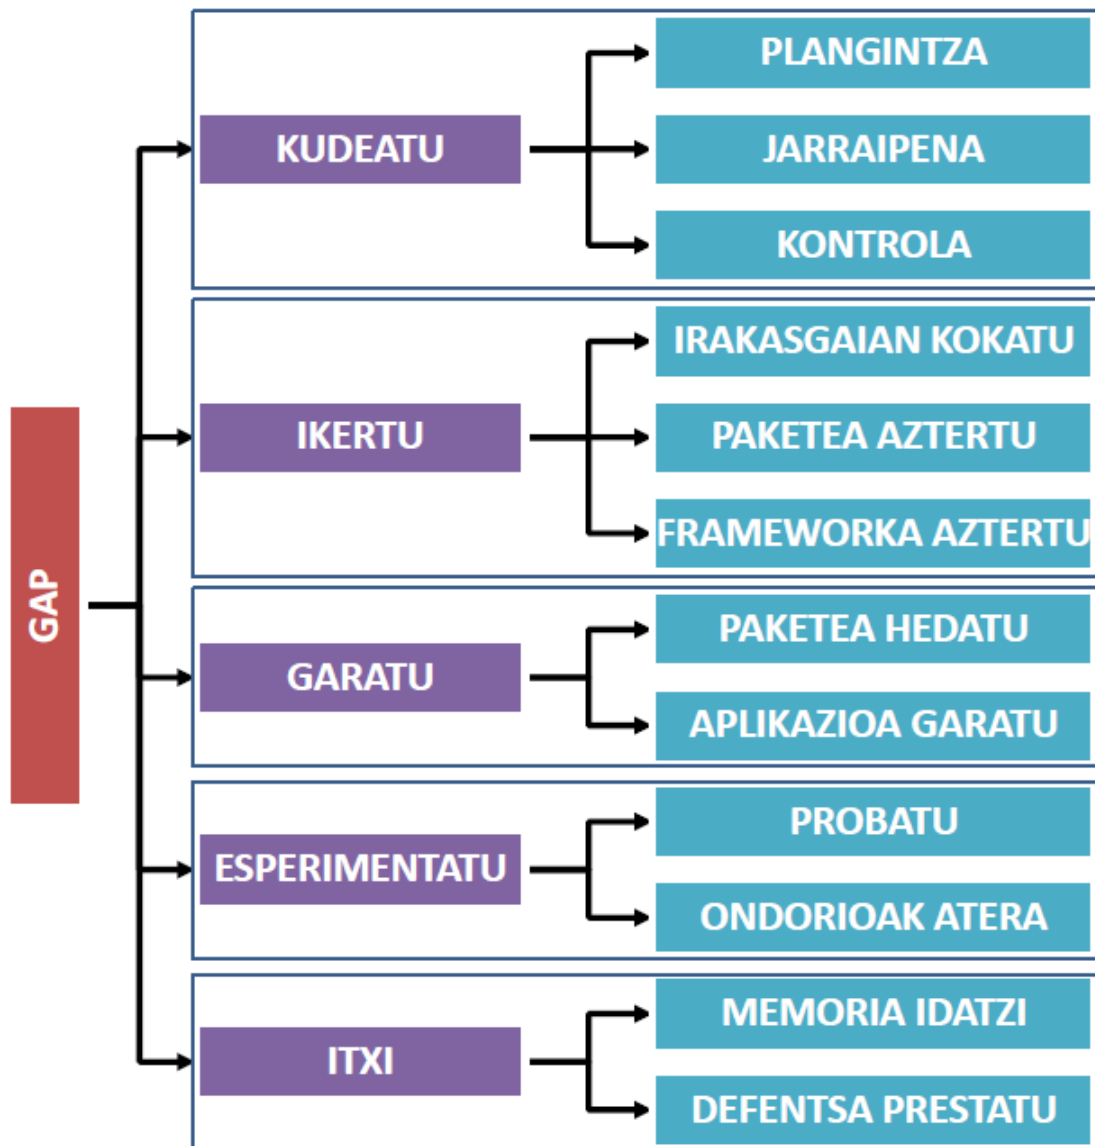 GAP
KUDEATU
PLANGINTZA
JARRAIPENA
KONTROLA
IKERTU
IRAKASGAIAN KOKATU
PAKETEA AZTERTU
FRAMEWORKA AZTERTU
GARATU
PAKETEA HEDATU
APLIKAZIOA GARATU
ESPERIMENTATU
PROBATU
ONDORIOAK ATERA
ITXI
MEMORIA IDATZI
DEFENTSA PRESTATU